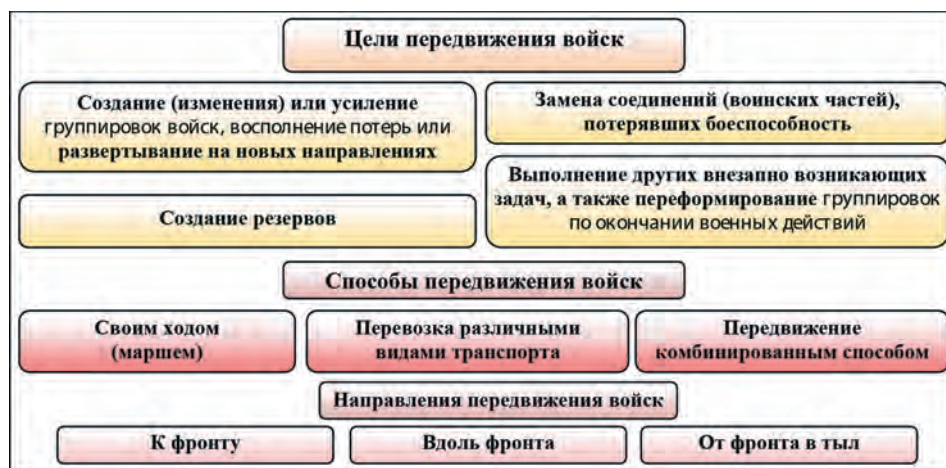 Цели передвижения войск
Создание (изменения) или усиление
группировок войск, восполнение потерь или
развертывание на новых направлениях
Замена соединений (воинских частей),
потерявших боеспособность
Создание резервов
Выполнение других внезапно возникающих
задач, а также переформирование группировок
по окончании военных действий
Способы передвижения войск
Своим ходом
(маршем)
Перевозка различными
видами транспорта
Передвижение
комбинированным способом
Направления передвижения войск
К фронту
Вдоль фронта
От фронта в тыл